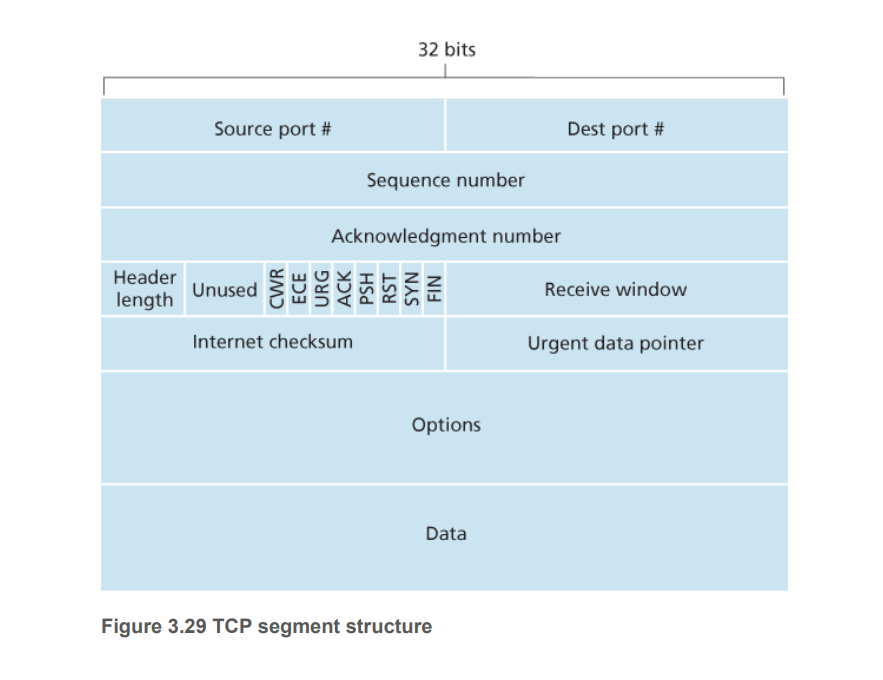 32 bits
Source port #
Dest port #
Sequence number
Acknowledgment number
Header
length
Unused
CWR
ECE
URG
ACK
PSH
RST
SYN
FIN
Receive window
Internet checksum
Urgent data pointer
Options
Data
Figure 3.29 TCP segment structure